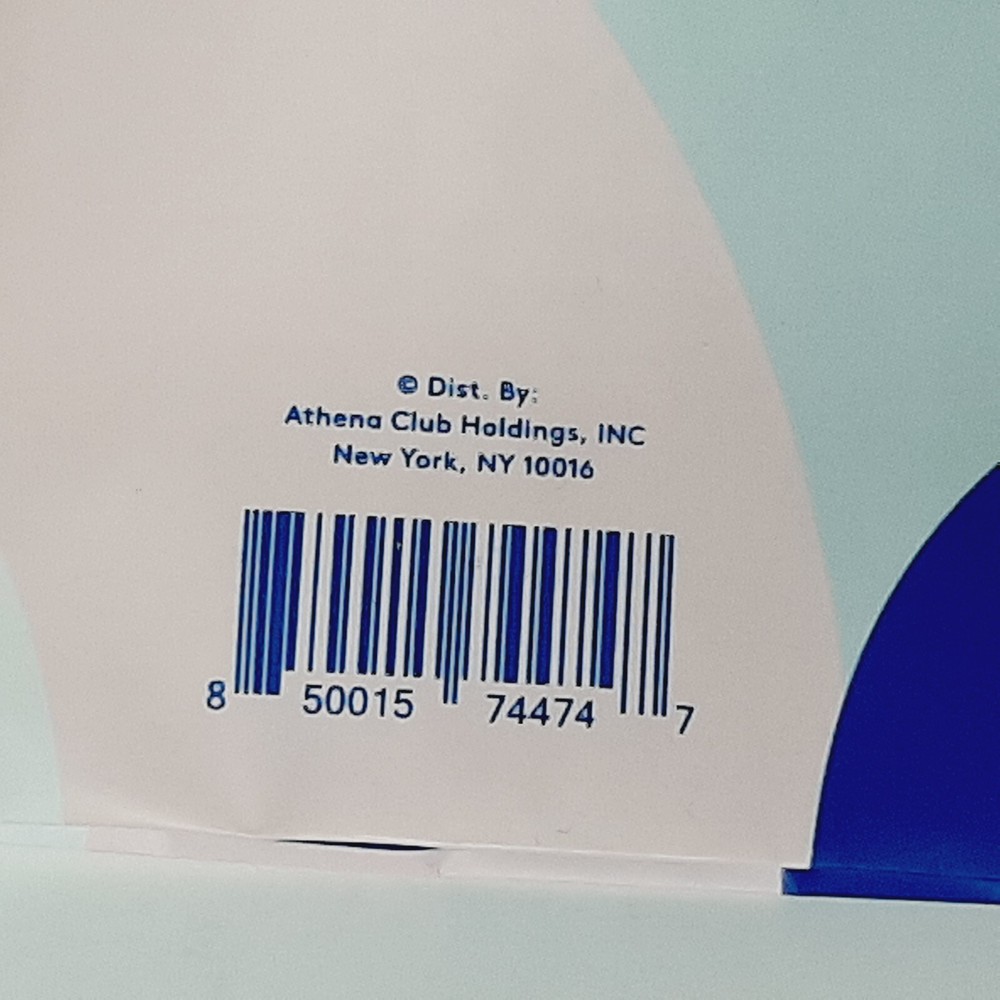 © Dist. By:
Athena Club Holdings, INC
New York, NY 10016
8 50015 74474 7